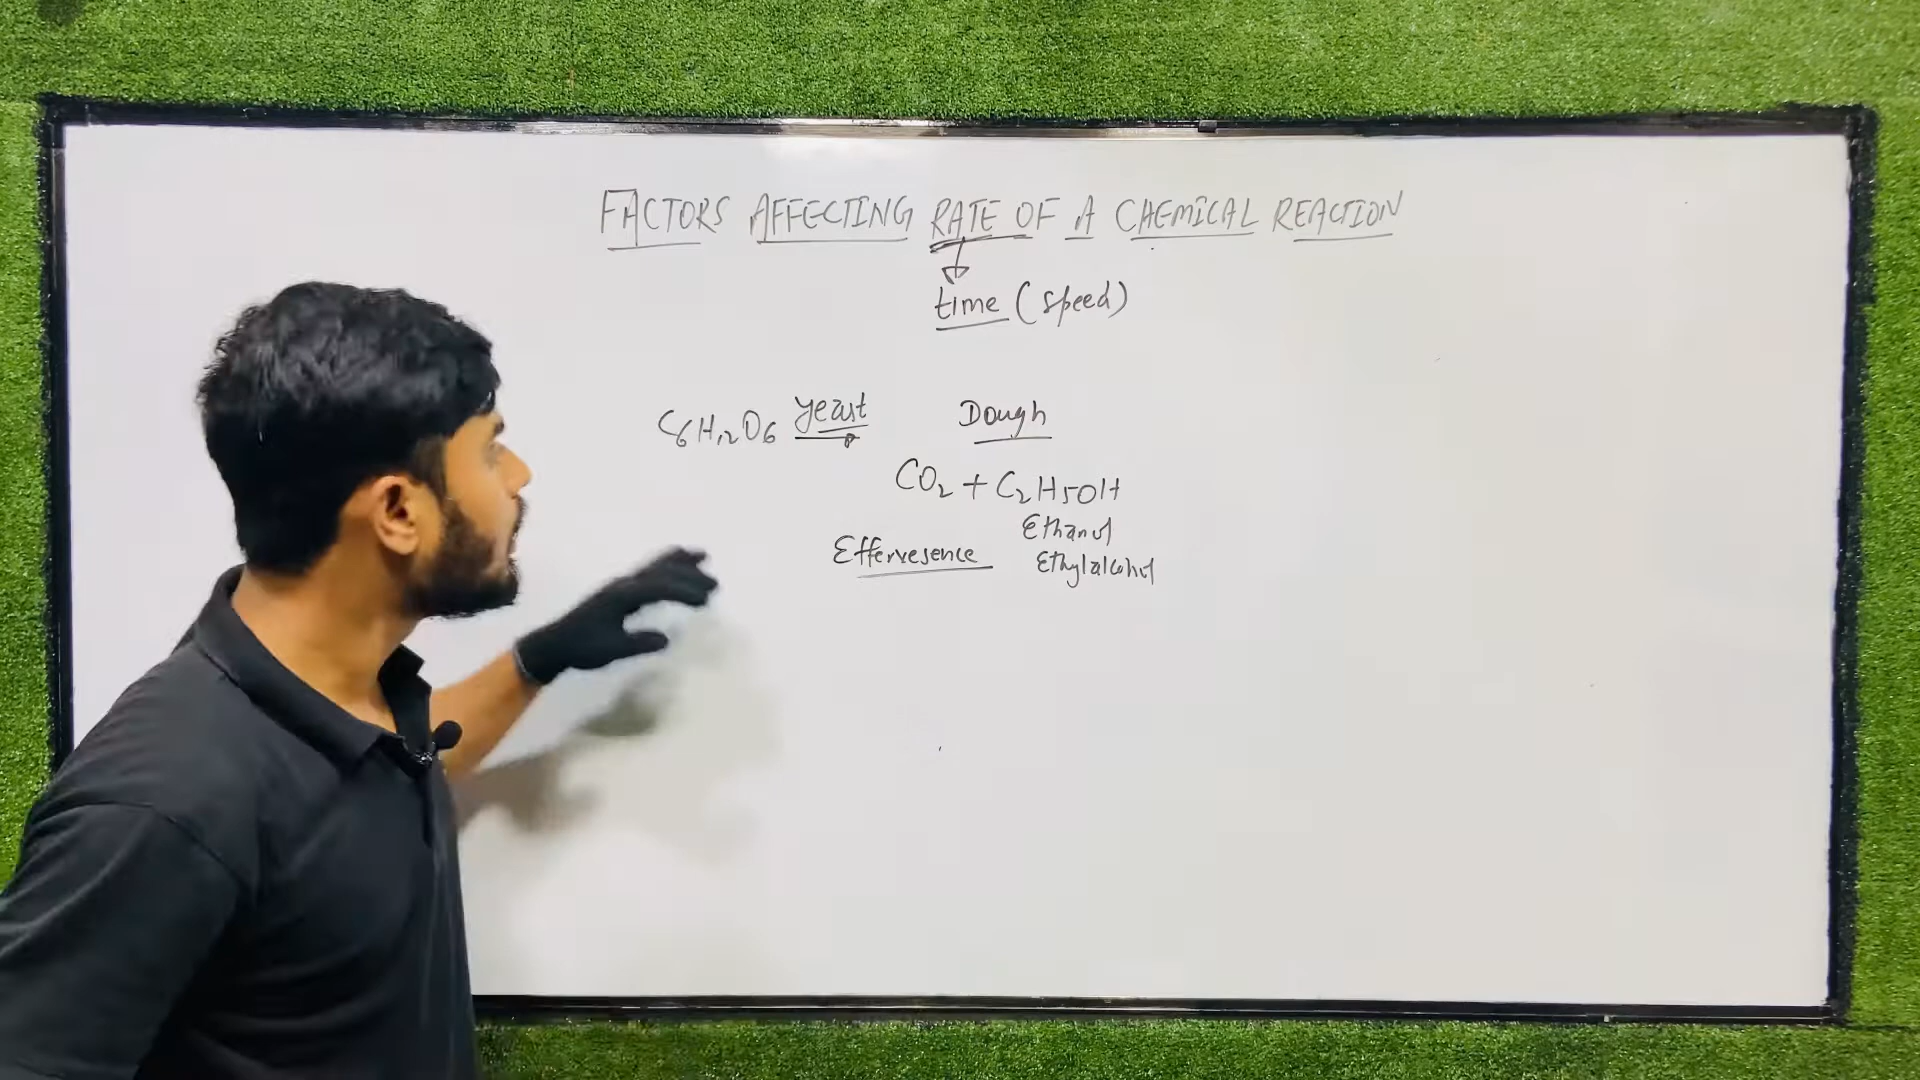 FACTORS AFFECTING RATE OF A CHEMICAL REACTION
time (speed)
C6H12O6 yeast → Dough
CO2 + C2H5OH
Ethanol
Effervesence Ethylalcohol